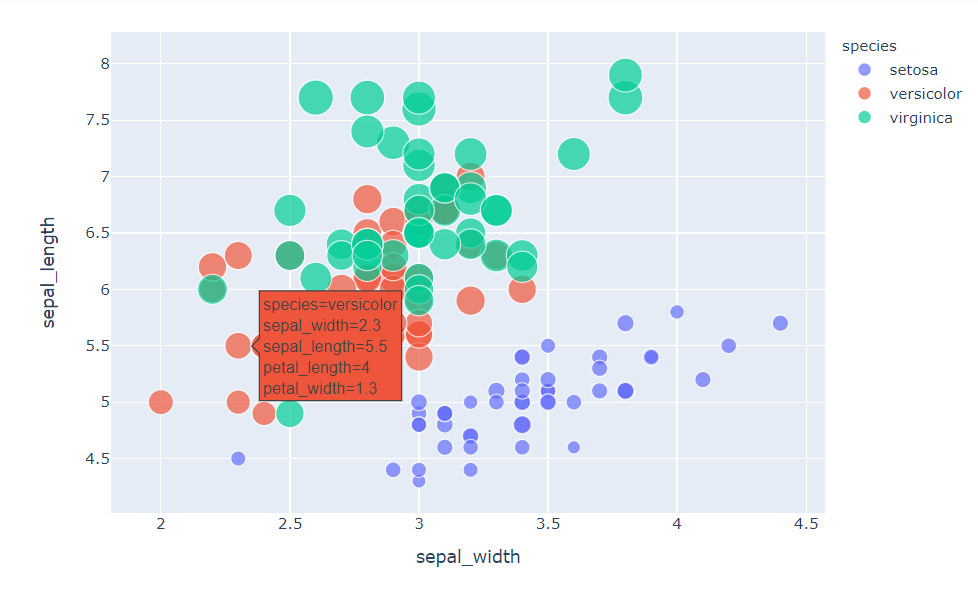 species
setosa
versicolor
virginica
sepal_length
8
7.5
7
6.5
6
5.5
5
4.5
species=versicolor
sepal_width=2.3
sepal_length=5.5
petal_length=4
petal_width=1.3
2
2.5
3
3.5
4
4.5
sepal_width